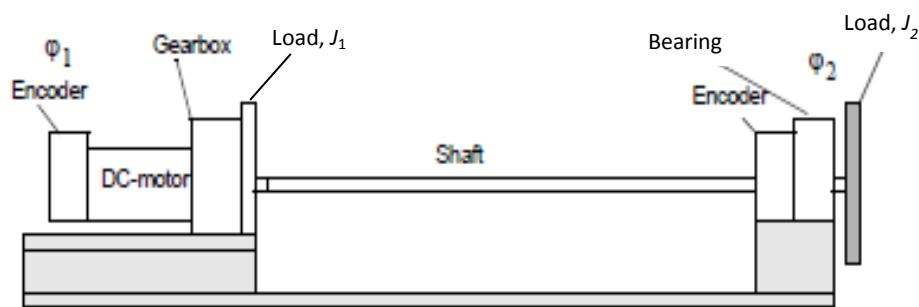 φ1
Encoder
Gearbox
Load, J1
DC-motor
Shaft
Bearing
Encoder
φ2
Load, J2